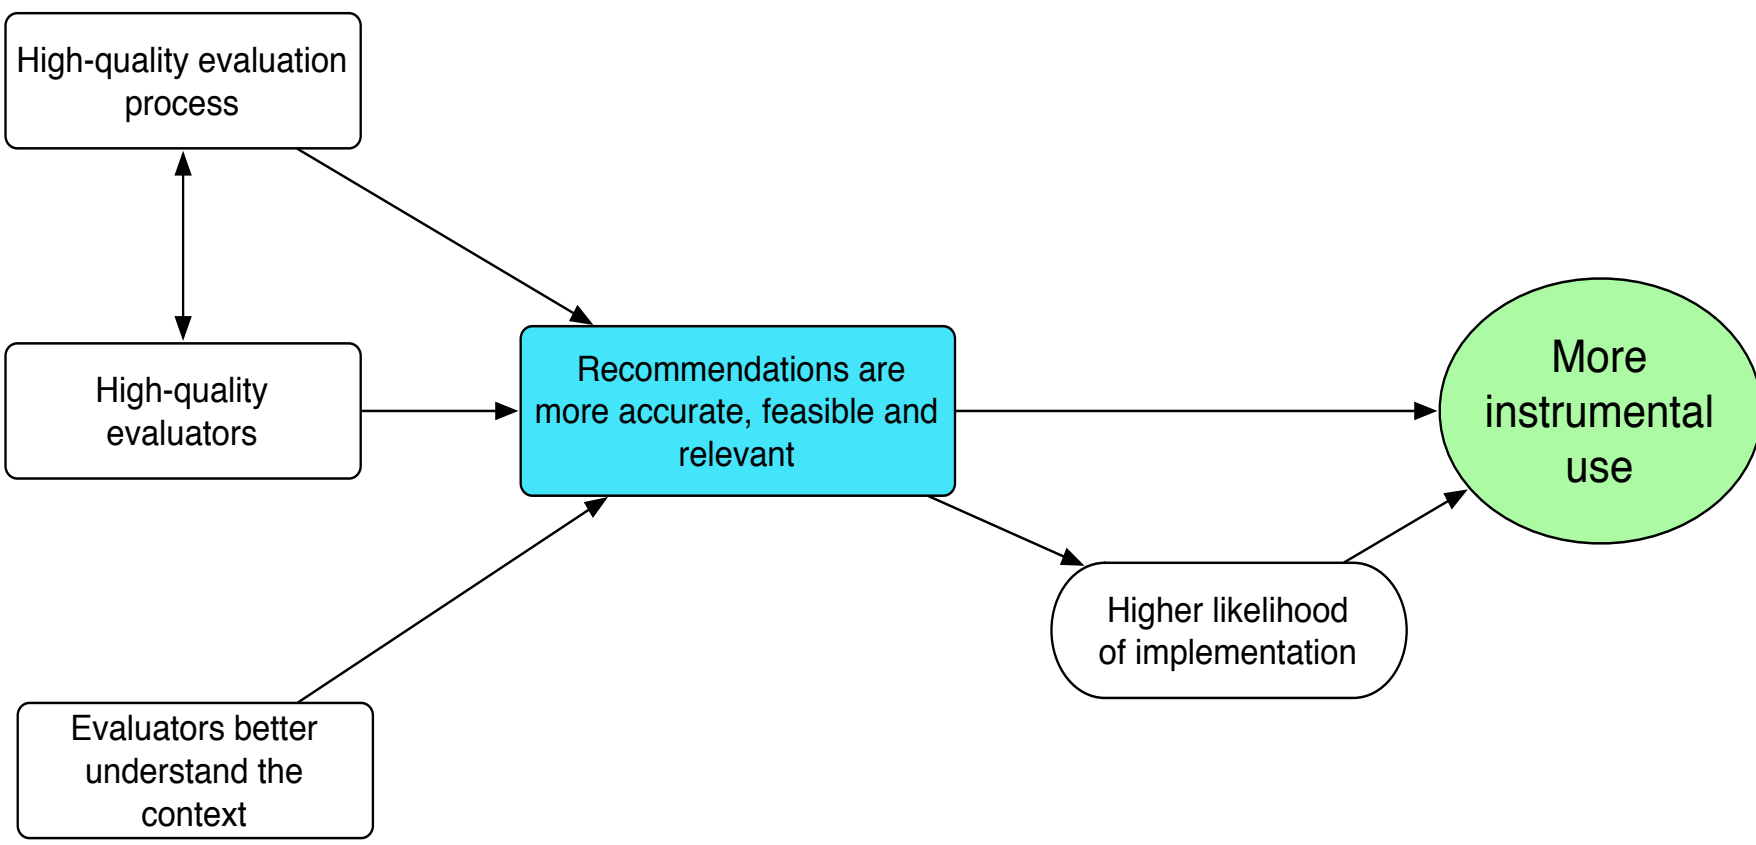 High-quality evaluation
process
High-quality
evaluators
Recommendations are
more accurate, feasible and
relevant
More
instrumental
use
Higher likelihood
of implementation
Evaluators better
understand the
context